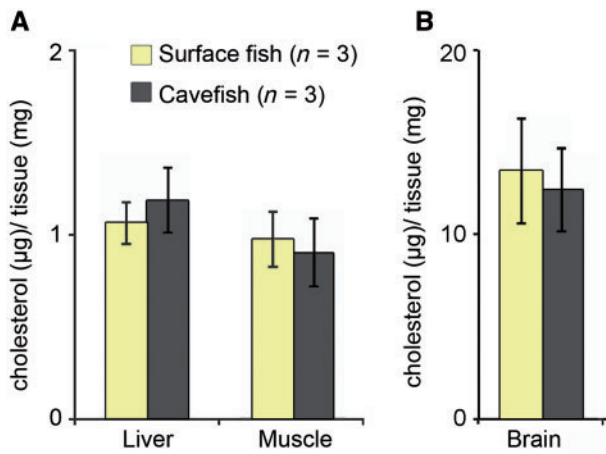 A
cholesterol (μg)/ tissue (mg)
2
1
0
Surface fish (n = 3)
Cavefish (n = 3)
Liver Muscle
B
cholesterol (μg)/ tissue (mg)
20
10
0
Brain